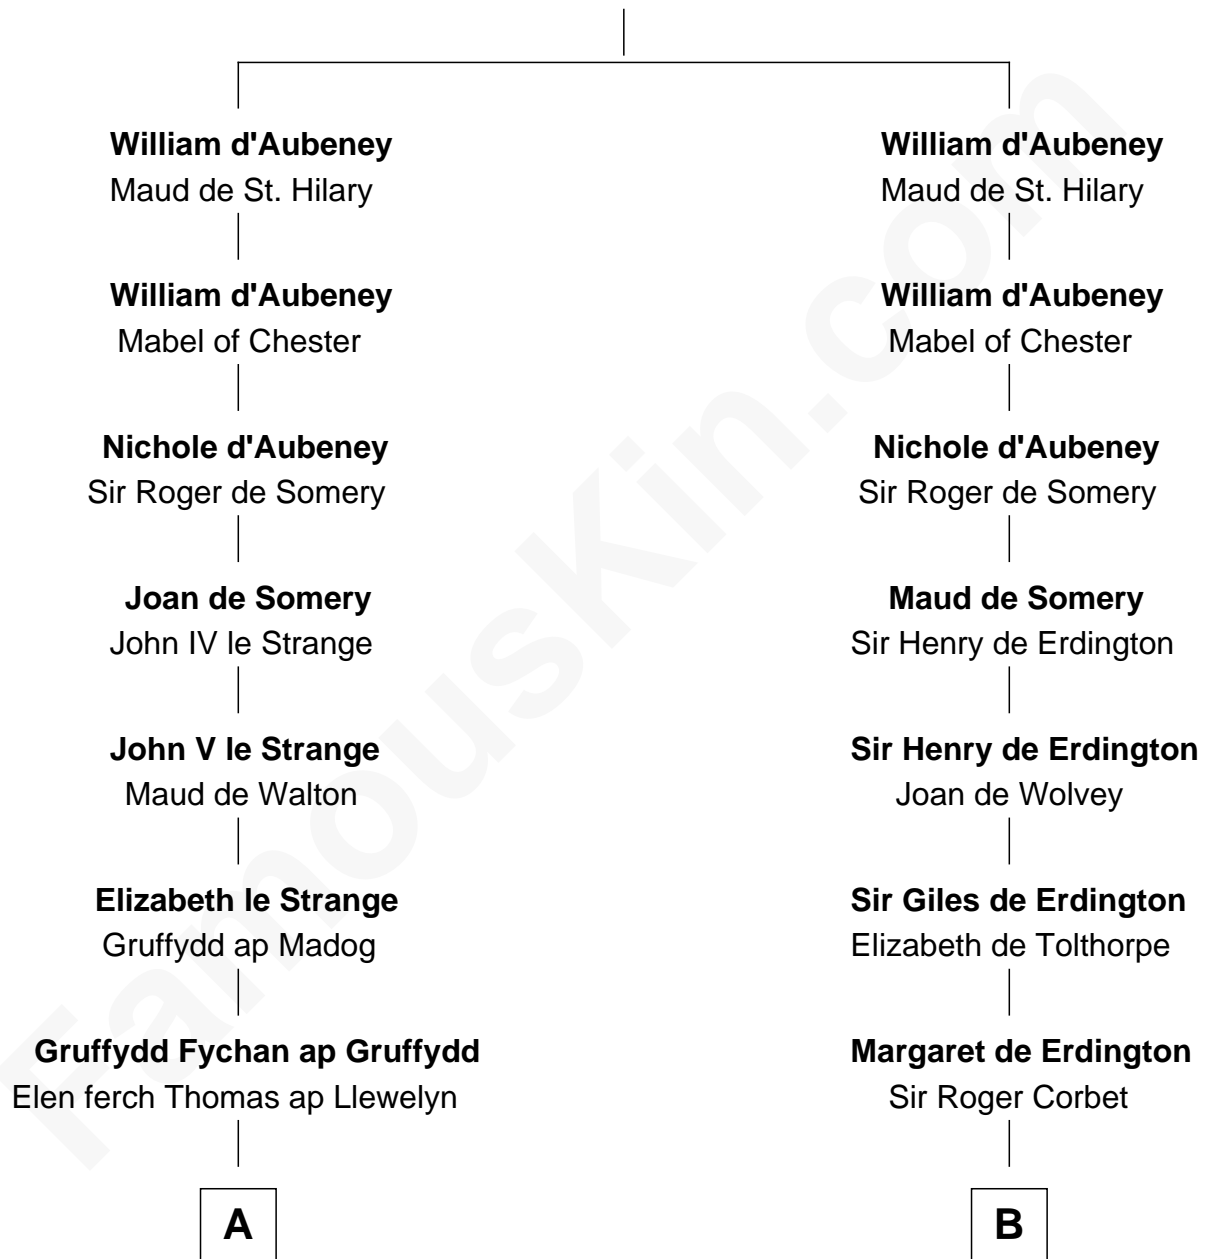 William d'Aubeney
Maud de St. Hilary
William d'Aubeney
Mabel of Chester
Nichole d'Aubeney
Sir Roger de Somery
Joan de Somery
John IV le Strange
John V le Strange
Maud de Walton
Elizabeth le Strange
Gruffydd ap Madog
Gruffydd Fychan ap Gruffydd
Elen ferch Thomas ap Llewelyn
A
William d'Aubeney
Maud de St. Hilary
William d'Aubeney
Mabel of Chester
Nichole d'Aubeney
Sir Roger de Somery
Maud de Somery
Sir Henry de Erdington
Sir Henry de Erdington
Joan de Wolvey
Sir Giles de Erdington
Elizabeth de Tolthorpe
Margaret de Erdington
Sir Roger Corbet
B
FamousKin.com